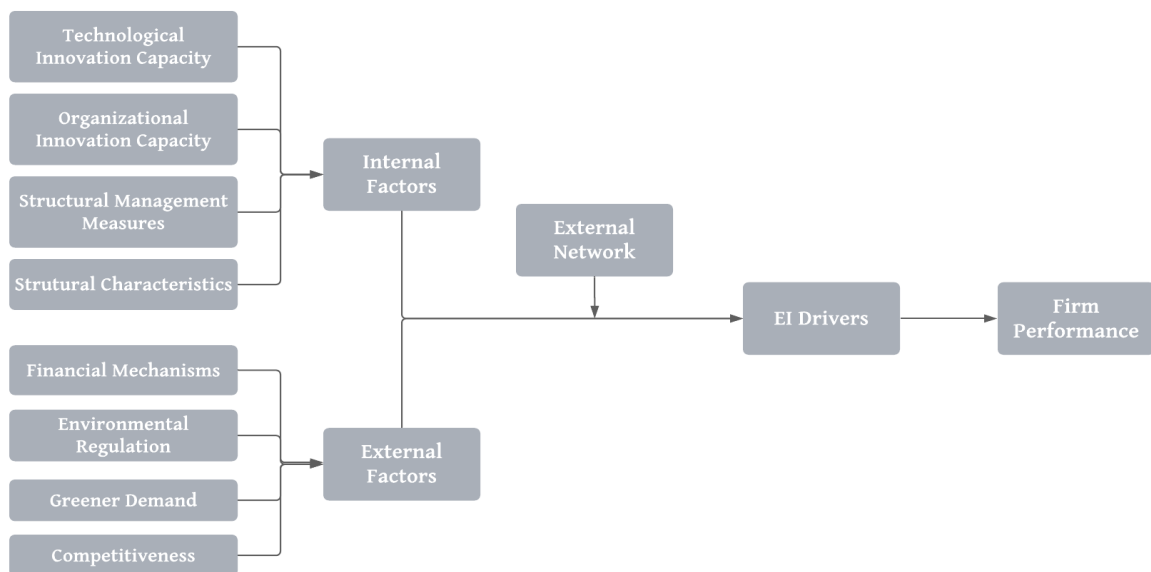 Technological
Innovation Capacity
Organizational
Innovation Capacity
Structural Management
Measures
Strutural Characteristics
Internal
Factors
External
Network
EI Drivers
Firm
Performance
Financial Mechanisms
Environmental
Regulation
Greener Demand
Competitiveness
External
Factors